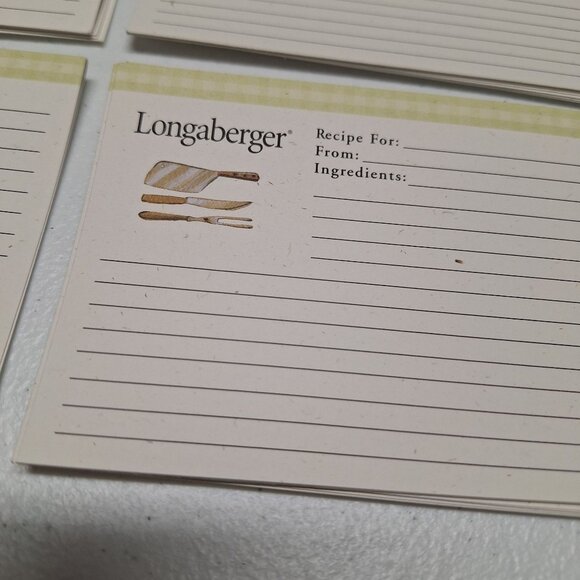 Longaberger®
Recipe For:
From:
Ingredients: